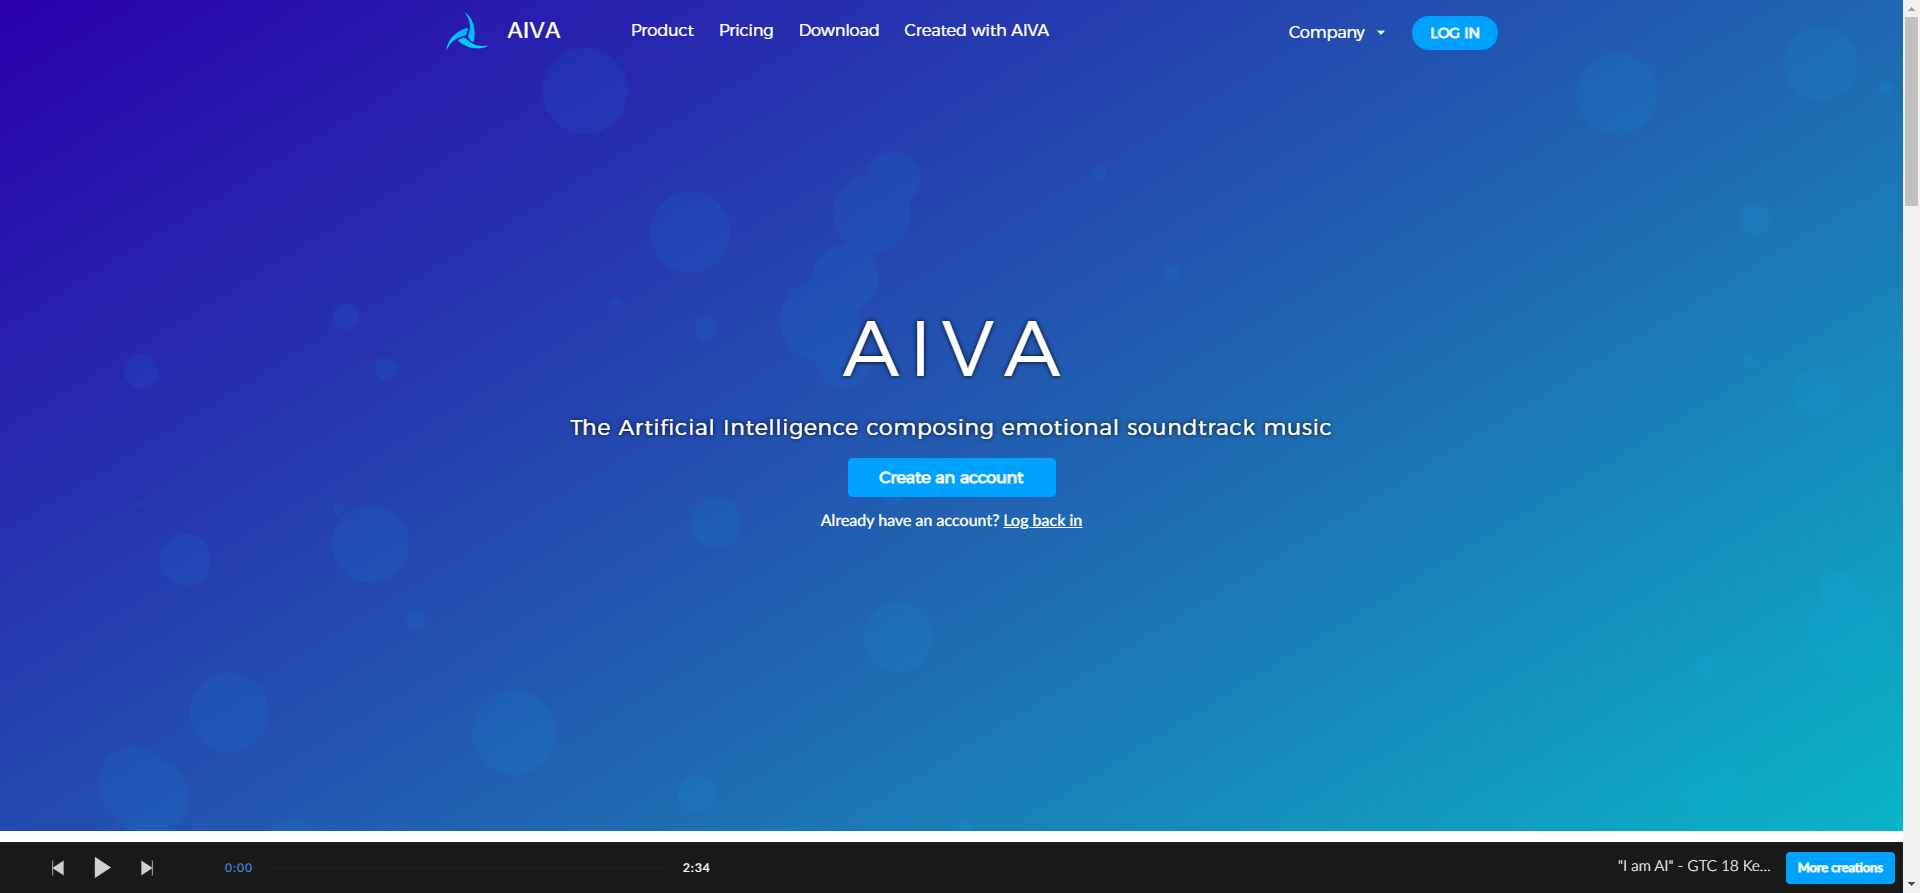 AIVA
Product Pricing Download Created with AIVA
Company
LOG IN
AIVA
The Artificial Intelligence composing emotional soundtrack music
Create an account
Already have an account? Log back in
0:00
2:34
"I am AI" - GTC 18 Ke...
More creations